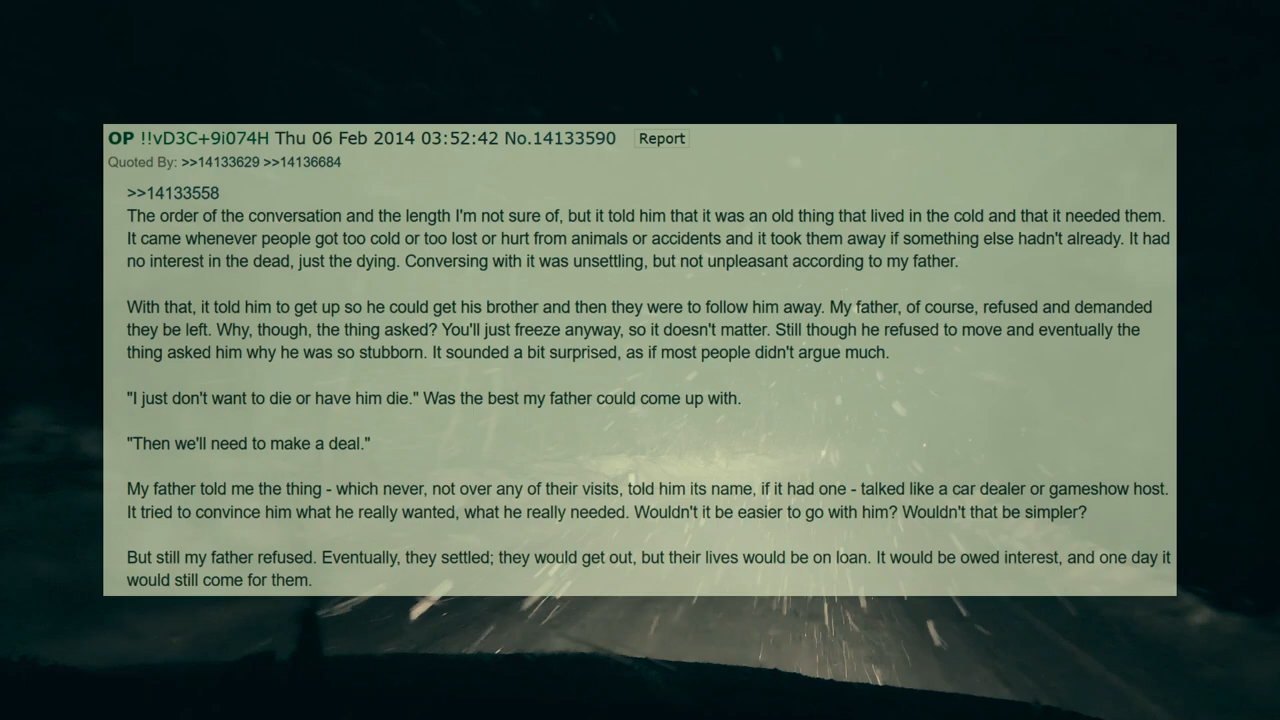 OP !!vD3C+9i074H Thu 06 Feb 2014 03:52:42 No.14133590 Report
Quoted By: >>14133629 >>14136684
>>14133558
The order of the conversation and the length I'm not sure of, but it told him that it was an old thing that lived in the cold and that it needed them.
It came whenever people got too cold or too lost or hurt from animals or accidents and it took them away if something else hadn't already. It had
no interest in the dead, just the dying. Conversing with it was unsettling, but not unpleasant according to my father.
With that, it told him to get up so he could get his brother and then they were to follow him away. My father, of course, refused and demanded
they be left. Why, though, the thing asked? You'll just freeze anyway, so it doesn't matter. Still though he refused to move and eventually the
thing asked him why he was so stubborn. It sounded a bit surprised, as if most people didn't argue much.
"I just don't want to die or have him die." Was the best my father could come up with.
"Then we'll need to make a deal."
My father told me the thing - which never, not over any of their visits, told him its name, if it had one - talked like a car dealer or gameshow host.
It tried to convince him what he really wanted, what he really needed. Wouldn't it be easier to go with him? Wouldn't that be simpler?
But still my father refused. Eventually, they settled; they would get out, but their lives would be on loan. It would be owed interest, and one day it
would still come for them.